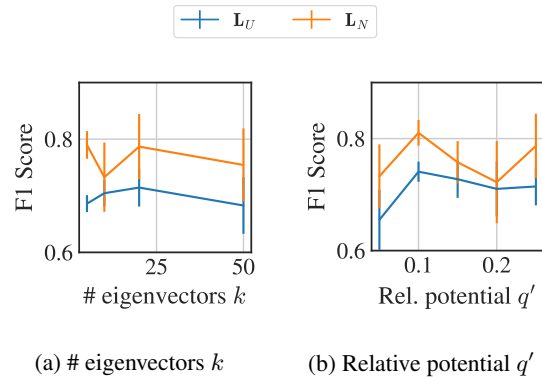 L_U L_N
F1 Score
0.8
0.6
25 50
# eigenvectors k
(a) # eigenvectors k
F1 Score
0.8
0.6
0.1 0.2
Rel. potential q′
(b) Relative potential q′